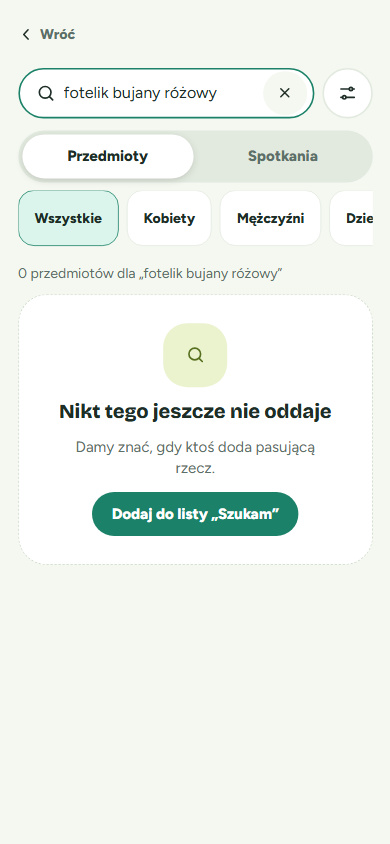 Wróć
fotelik bujany różowy
Przedmioty
Spotkania
Wszystkie
Kobiety
Mężczyźni
Dzie
0 przedmiotów dla „fotelik bujany różowy”
Nikt tego jeszcze nie oddaje
Damy znać, gdy ktoś doda pasującą
rzecz.
Dodaj do listy „Szukam”